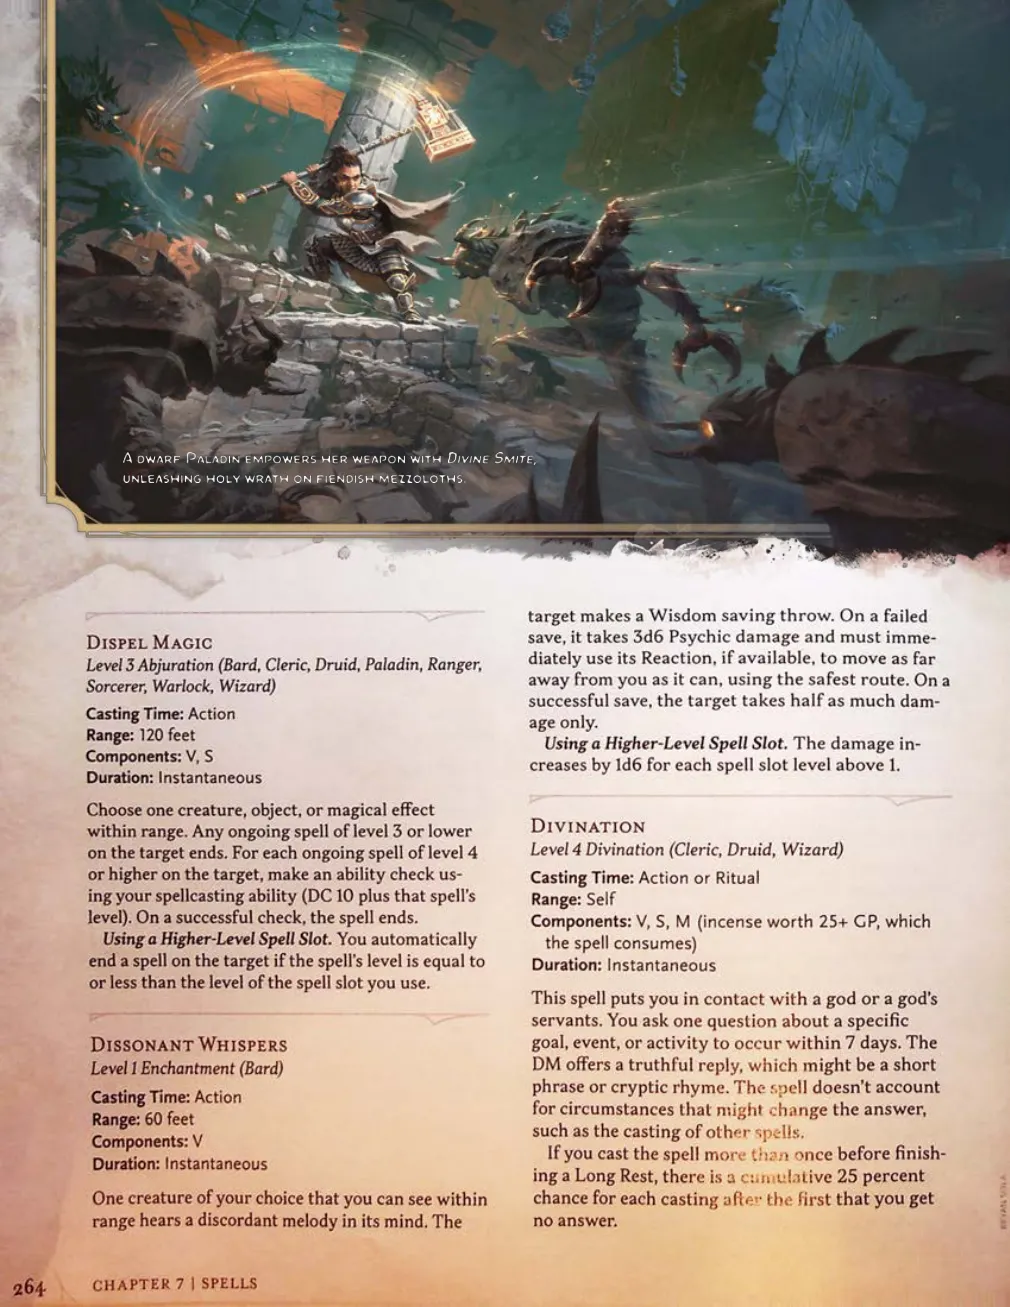 A dwarf Paladin empowers her weapon with Divine Smite,
unleashing holy wrath on fiendish mezzoloths.
Dispel Magic
Level 3 Abjuration (Bard, Cleric, Druid, Paladin, Ranger,
Sorcerer, Warlock, Wizard)
Casting Time: Action
Range: 120 feet
Components: V, S
Duration: Instantaneous
Choose one creature, object, or magical effect
within range. Any ongoing spell of level 3 or lower
on the target ends. For each ongoing spell of level 4
or higher on the target, make an ability check us-
ing your spellcasting ability (DC 10 plus that spell's
level). On a successful check, the spell ends.
Using a Higher-Level Spell Slot. You automatically
end a spell on the target if the spell's level is equal to
or less than the level of the spell slot you use.
Dissonant Whispers
Level 1 Enchantment (Bard)
Casting Time: Action
Range: 60 feet
Components: V
Duration: Instantaneous
One creature of your choice that you can see within
range hears a discordant melody in its mind. The
target makes a Wisdom saving throw. On a failed
save, it takes 3d6 Psychic damage and must imme-
diately use its Reaction, if available, to move as far
away from you as it can, using the safest route. On a
successful save, the target takes half as much dam-
age only.
Using a Higher-Level Spell Slot. The damage in-
creases by 1d6 for each spell slot level above 1.
Divination
Level 4 Divination (Cleric, Druid, Wizard)
Casting Time: Action or Ritual
Range: Self
Components: V, S, M (incense worth 25+ GP, which
the spell consumes)
Duration: Instantaneous
This spell puts you in contact with a god or a god's
servants. You ask one question about a specific
goal, event, or activity to occur within 7 days. The
DM offers a truthful reply, which might be a short
phrase or cryptic rhyme. The spell doesn't account
for circumstances that might change the answer,
such as the casting of other spells.
If you cast the spell more than once before finish-
ing a Long Rest, there is a cumulative 25 percent
chance for each casting after the first that you get
no answer.
264 CHAPTER 7 | SPELLS